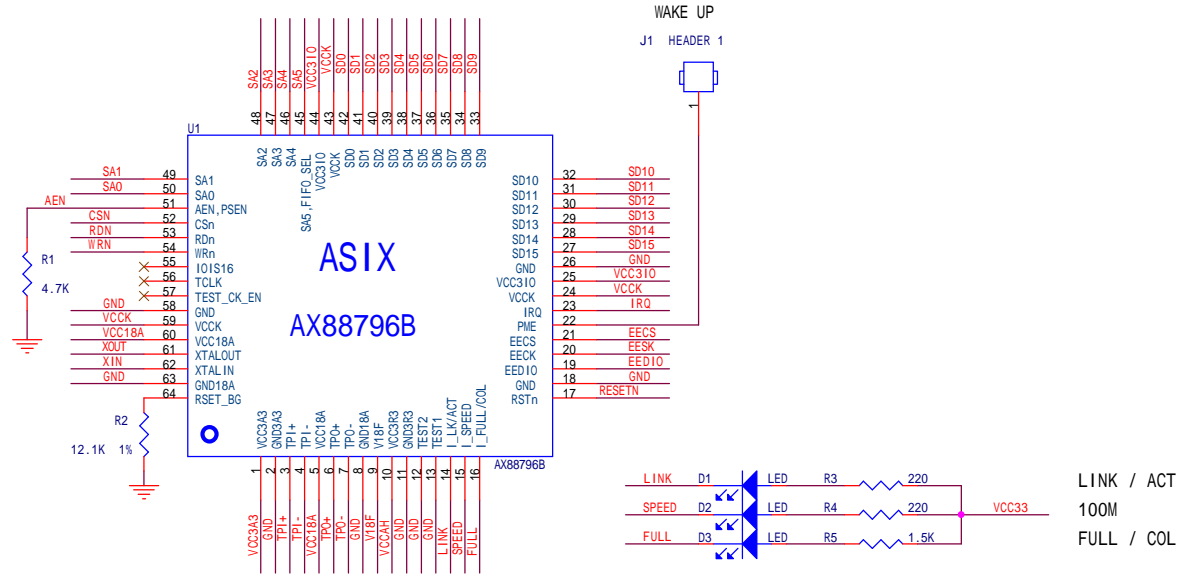 WAKE UP
J1 HEADER 1
1
SA2 SA3 SA4 SA5 VCC3IO VCCK SD0 SD1 SD2 SD3 SD4 SD5 SD6 SD7 SD8 SD9
48 47 46 45 44 43 42 41 40 39 38 37 36 35 34 33
U1
SA2 SA3 SA4 SA5,FIFO_SEL VCC3IO VCCK SD0 SD1 SD2 SD3 SD4 SD5 SD6 SD7 SD8 SD9
SA1 49 SA1
SA0 50 SA0
AEN 51 AEN,PSEN
CSN 52 CSn
RDN 53 RDn
WRN 54 WRn
55 IOIS16
56 TCLK
57 TEST_CK_EN
GND 58 GND
VCCK 59 VCCK
VCC18A 60 VCC18A
XOUT 61 XTALOUT
XIN 62 XTALIN
GND 63 GND18A
64 RSET_BG
R1
4.7K
R2
12.1K 1%
ASIX
AX88796B
SD10 32 SD10
SD11 31 SD11
SD12 30 SD12
SD13 29 SD13
SD14 28 SD14
SD15 27 SD15
GND 26 GND
VCC3IO 25 VCC3IO
VCCK 24 VCCK
IRQ 23 IRQ
PME 22
EECS 21 EECS
EECK 20 EESK
EEDIO 19 EEDIO
GND 18 GND
RSTn 17 RESETN
VCC3A3 GND3A3 TPI+ TPI- VCC18A TPO+ TPO- GND18A V18F VCC3R3 GND3R3 TEST2 TEST1 I_LK/ACT I_SPEED I_FULL/COL
AX88796B
1 2 3 4 5 6 7 8 9 10 11 12 13 14 15 16
VCC3A3 GND TPI+ TPI- VCC18A TPO+ TPO- GND V18F VCCAH GND GND GND LINK SPEED FULL
LINK D1 LED R3 220 LINK / ACT
SPEED D2 LED R4 220 VCC33 100M
FULL D3 LED R5 1.5K FULL / COL